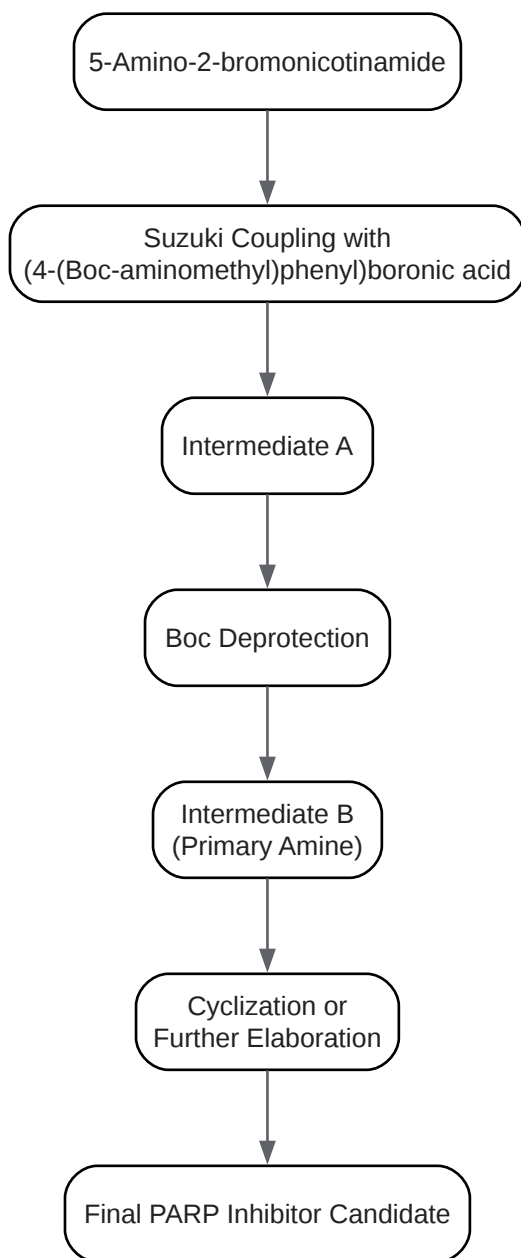 5-Amino-2-bromonicotinamide
Suzuki Coupling with
(4-(Boc-aminomethyl)phenyl)boronic acid
Intermediate A
Boc Deprotection
Intermediate B
(Primary Amine)
Cyclization or
Further Elaboration
Final PARP Inhibitor Candidate